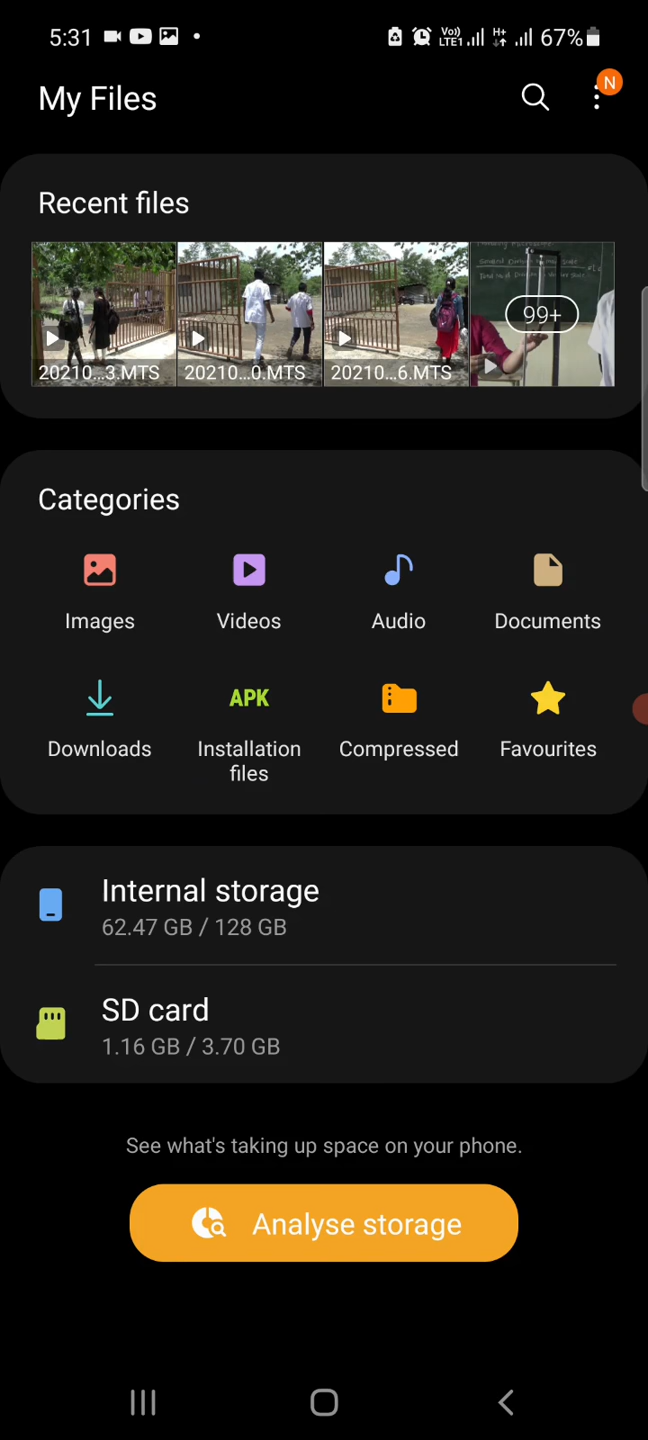 5:31 Vo)) LTE1 H+ 67%
My Files
N
Recent files
20210...3.MTS 20210...0.MTS 20210...6.MTS 99+
Categories
Images Videos Audio Documents
APK
Downloads Installation files Compressed Favourites
Internal storage
62.47 GB / 128 GB
SD card
1.16 GB / 3.70 GB
See what's taking up space on your phone.
Analyse storage